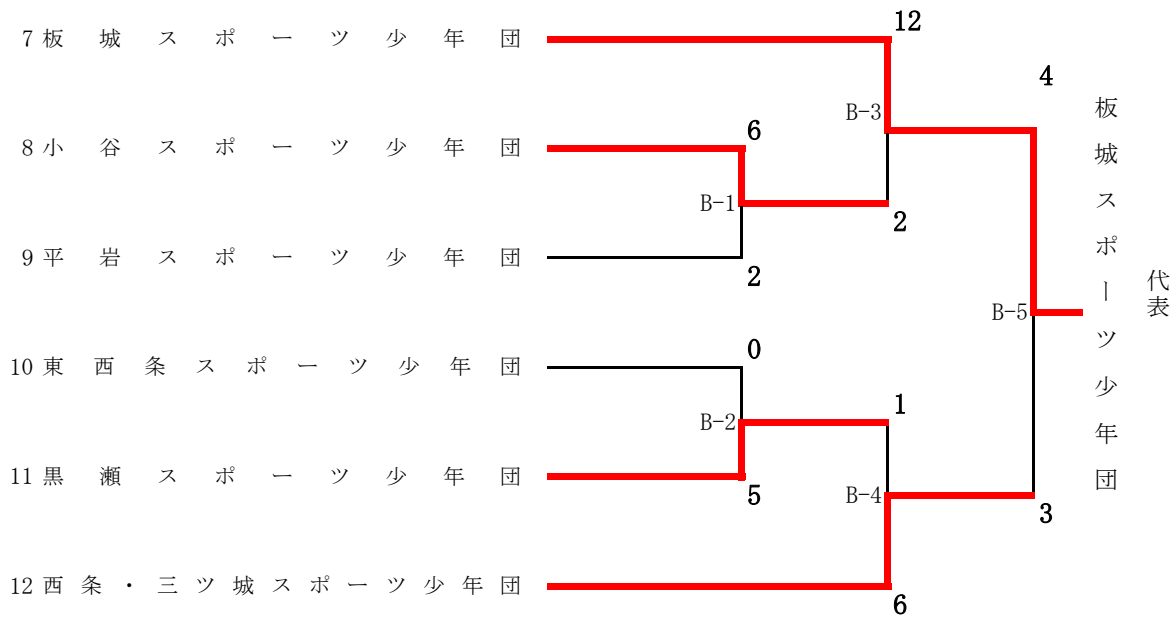 7 板城スポーツ少年団
12
4
B-3
8 小谷スポーツ少年団
6
B-1
2
9 平岩スポーツ少年団
2
板城スポーツ少年団
代表
B-5
10 東西条スポーツ少年団
0
1
B-2
11 黒瀬スポーツ少年団
5
B-4
3
12 西条・三ツ城スポーツ少年団
6